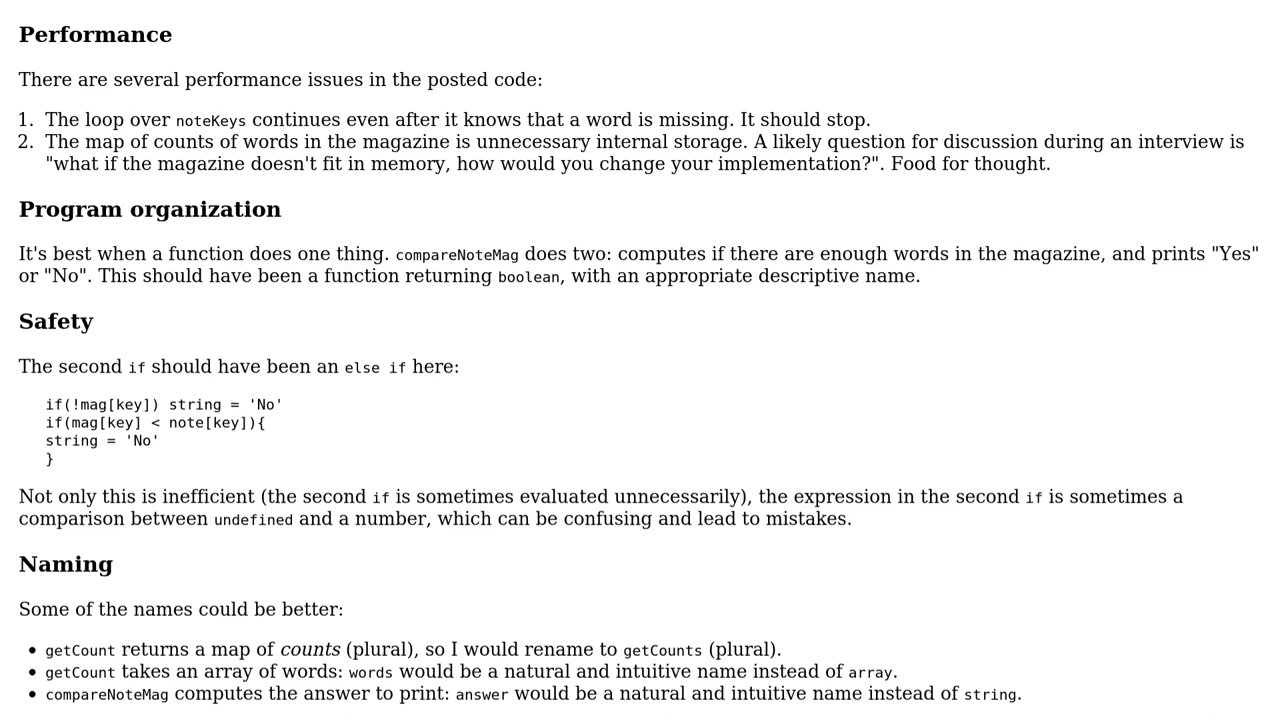 Performance
There are several performance issues in the posted code:
1. The loop over noteKeys continues even after it knows that a word is missing. It should stop.
2. The map of counts of words in the magazine is unnecessary internal storage. A likely question for discussion during an interview is
"what if the magazine doesn't fit in memory, how would you change your implementation?". Food for thought.
Program organization
It's best when a function does one thing. compareNoteMag does two: computes if there are enough words in the magazine, and prints "Yes"
or "No". This should have been a function returning boolean, with an appropriate descriptive name.
Safety
The second if should have been an else if here:
if(!mag[key]) string = 'No'
if(mag[key] < note[key]){
string = 'No'
}
Not only this is inefficient (the second if is sometimes evaluated unnecessarily), the expression in the second if is sometimes a
comparison between undefined and a number, which can be confusing and lead to mistakes.
Naming
Some of the names could be better:
• getCount returns a map of counts (plural), so I would rename to getCounts (plural).
• getCount takes an array of words: words would be a natural and intuitive name instead of array.
• compareNoteMag computes the answer to print: answer would be a natural and intuitive name instead of string.